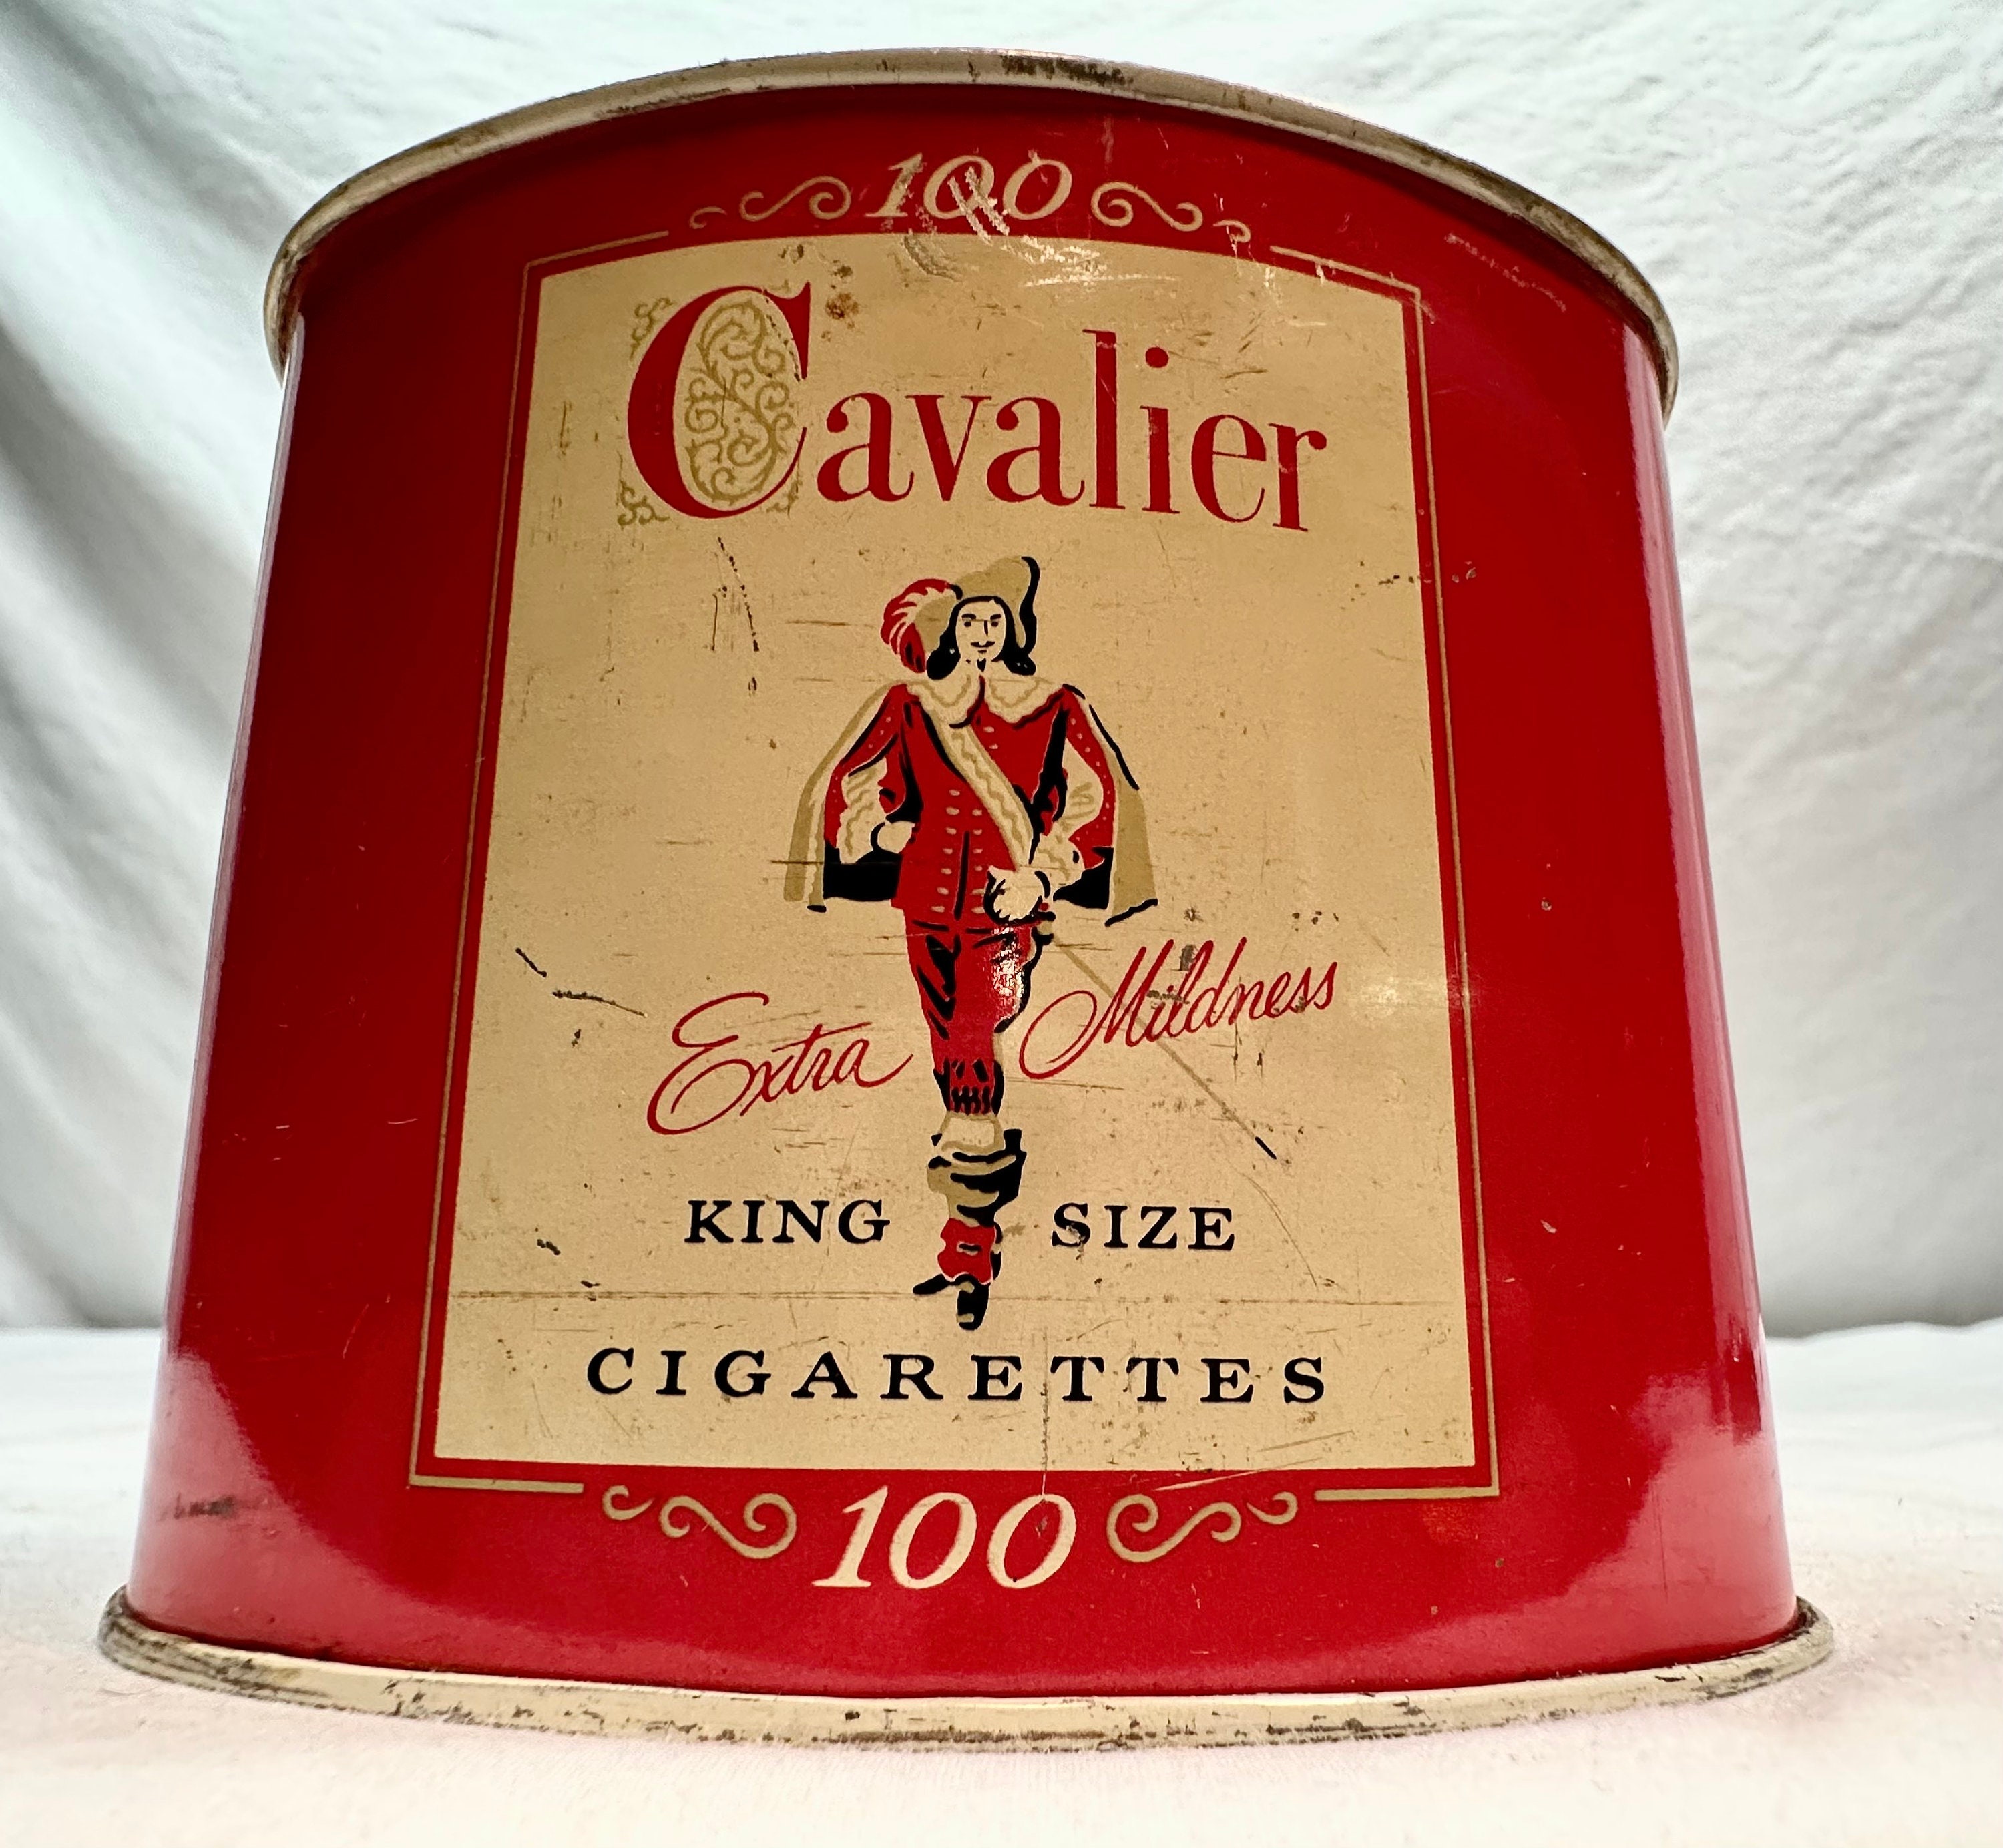 100
Cavalier
Extra Mildness
KING SIZE
CIGARETTES
100